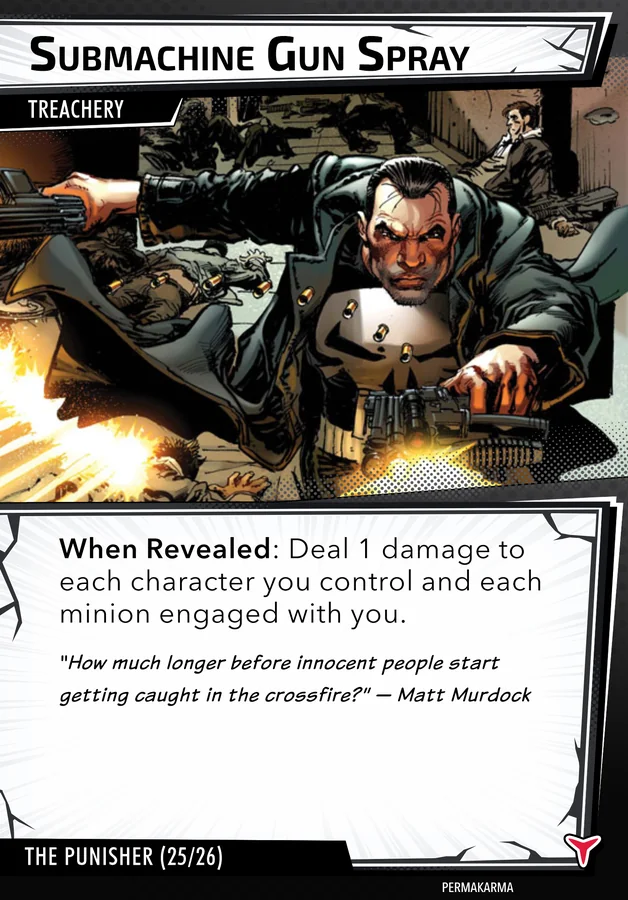 Submachine Gun Spray
TREACHERY
When Revealed: Deal 1 damage to
each character you control and each
minion engaged with you.
"How much longer before innocent people start
getting caught in the crossfire?" — Matt Murdock
THE PUNISHER (25/26)
PERMAKARMA